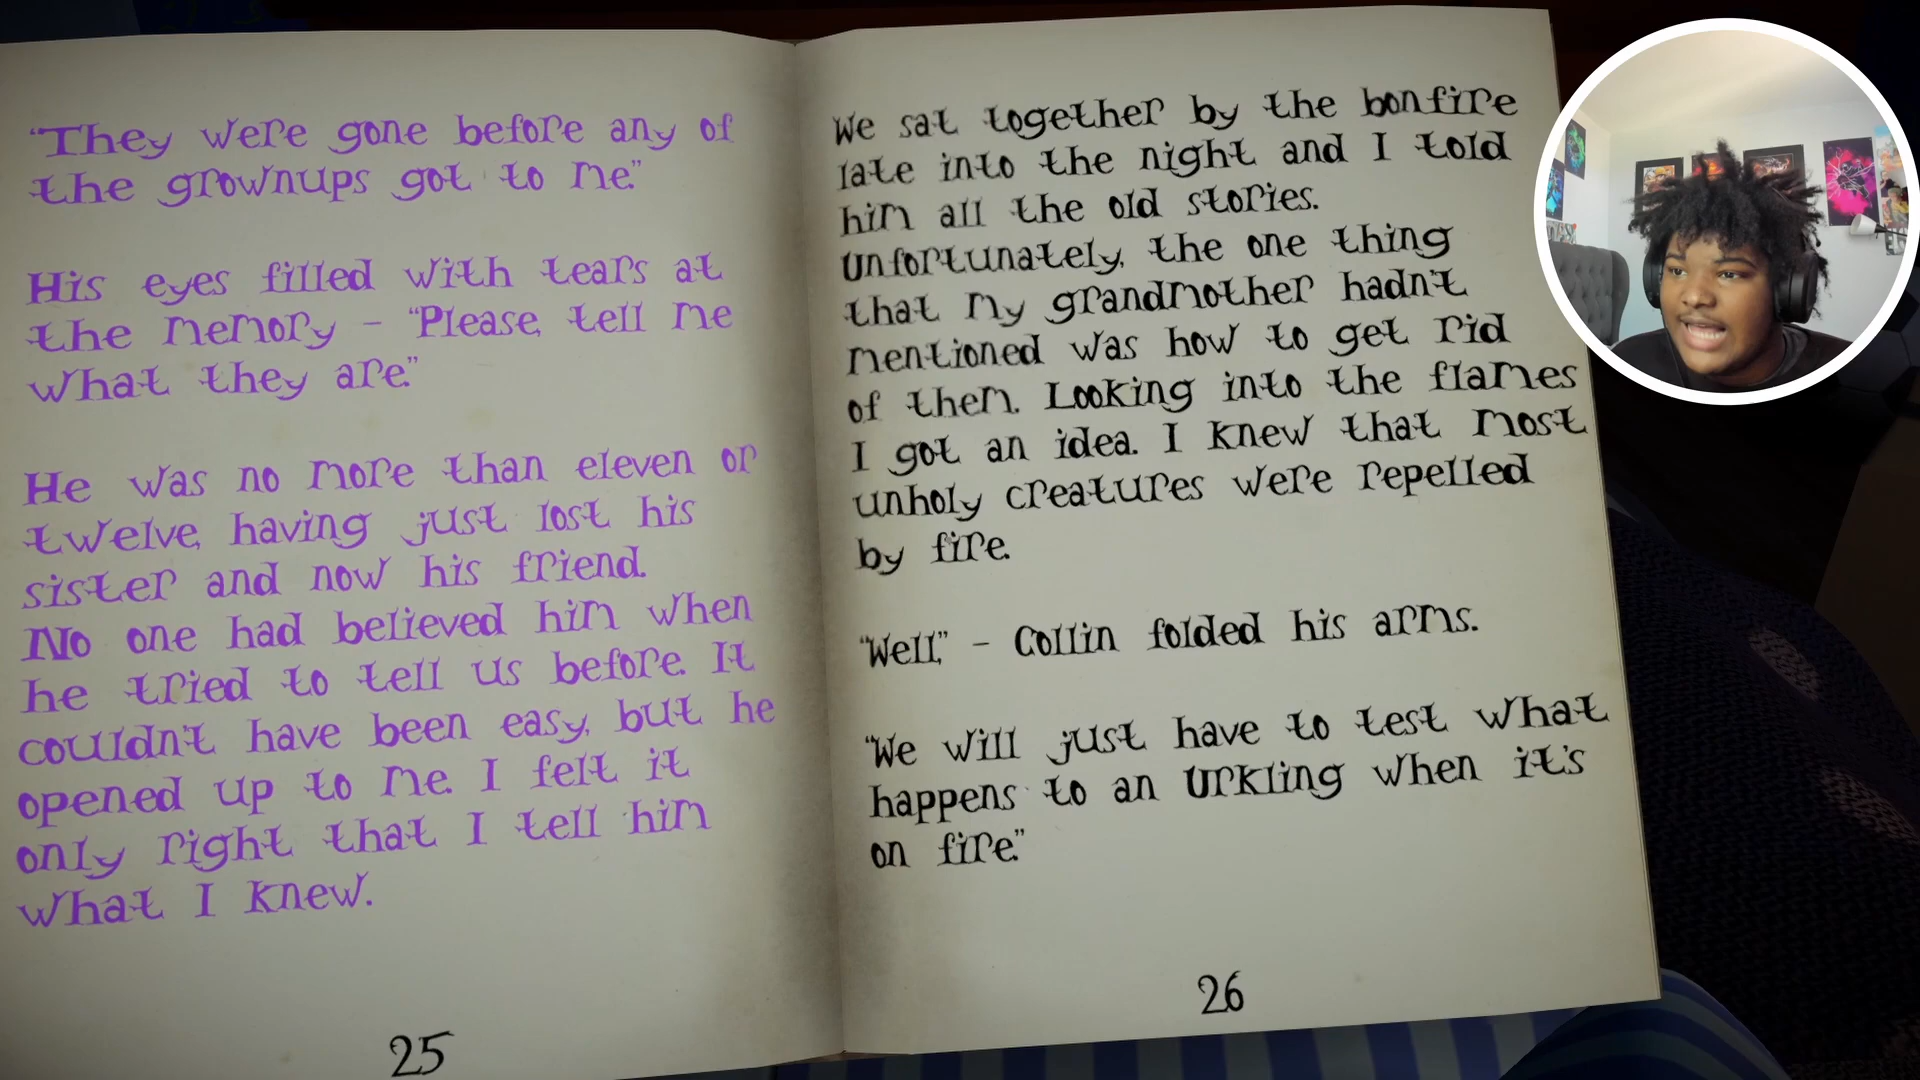 "They were gone before any of
the grownups got to me."
His eyes filled with tears at
the memory - "Please, tell me
what they are."
He was no more than eleven or
twelve, having just lost his
sister and now his friend.
No one had believed him when
he tried to tell us before. It
couldn't have been easy, but he
opened up to me. I felt it
only right that I tell him
what I knew.
25
We sat together by the bonfire
late into the night and I told
him all the old stories.
Unfortunately, the one thing
that my grandmother hadn't
mentioned was how to get rid
of them. Looking into the flames
I got an idea. I knew that most
unholy creatures were repelled
by fire.
"Well," - Collin folded his arms.
"We will just have to test what
happens to an Urkling when it's
on fire."
26